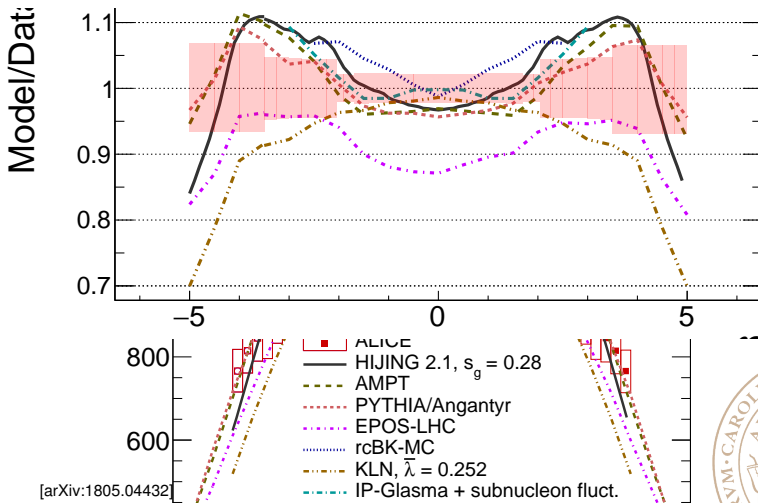 Model/Data
1.1
1
0.9
0.8
0.7
−5
0
5
800
600
ALICE
HIJING 2.1, s_g = 0.28
AMPT
PYTHIA/Angantyr
EPOS-LHC
rcBK-MC
KLN, λ̄ = 0.252
IP-Glasma + subnucleon fluct.
[arXiv:1805.04432]
UM·CAROL